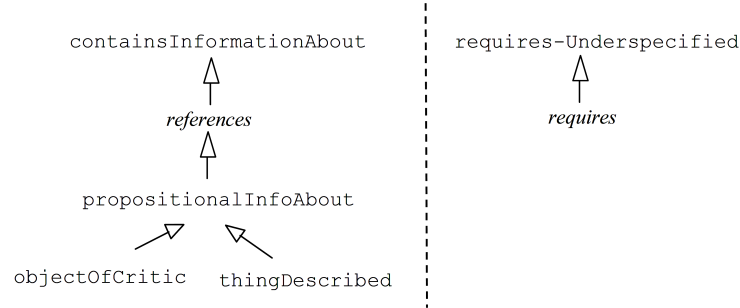 containsInformationAbout
references
propositionalInfoAbout
objectOfCritic
thingDescribed
requires-Underspecified
requires